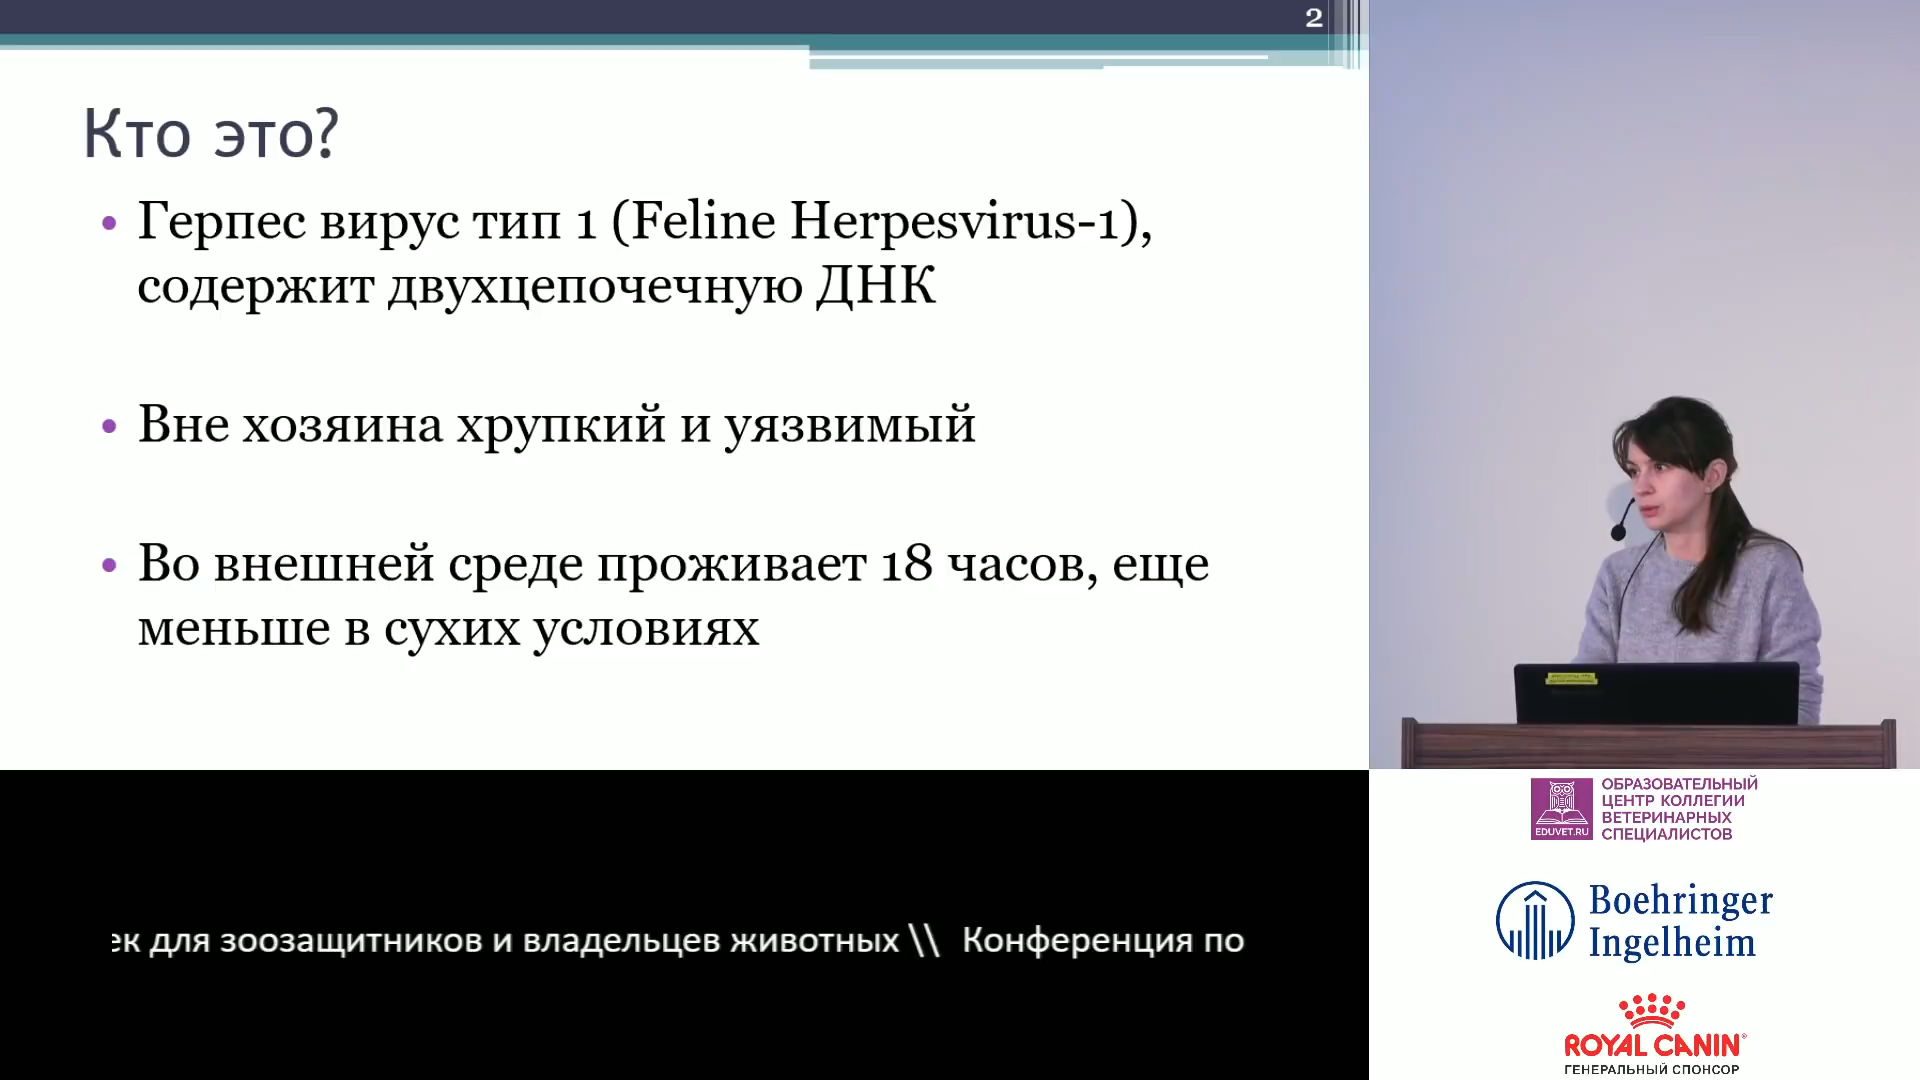 2
Кто это?
• Герпес вирус тип 1 (Feline Herpesvirus-1),
содержит двухцепочечную ДНК
• Вне хозяина хрупкий и уязвимый
• Во внешней среде проживает 18 часов, еще
меньше в сухих условиях
ек для зоозащитников и владельцев животных \\ Конференция по
EDUVET.RU
ОБРАЗОВАТЕЛЬНЫЙ
ЦЕНТР КОЛЛЕГИИ
ВЕТЕРИНАРНЫХ
СПЕЦИАЛИСТОВ
Boehringer
Ingelheim
ROYAL CANIN
ГЕНЕРАЛЬНЫЙ СПОНСОР